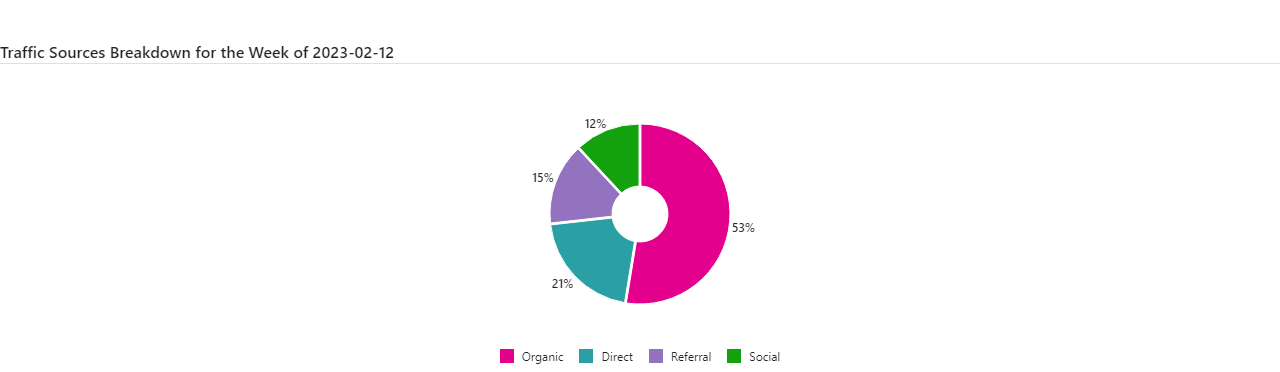 Traffic Sources Breakdown for the Week of 2023-02-12
12%
15%
53%
21%
Organic Direct Referral Social